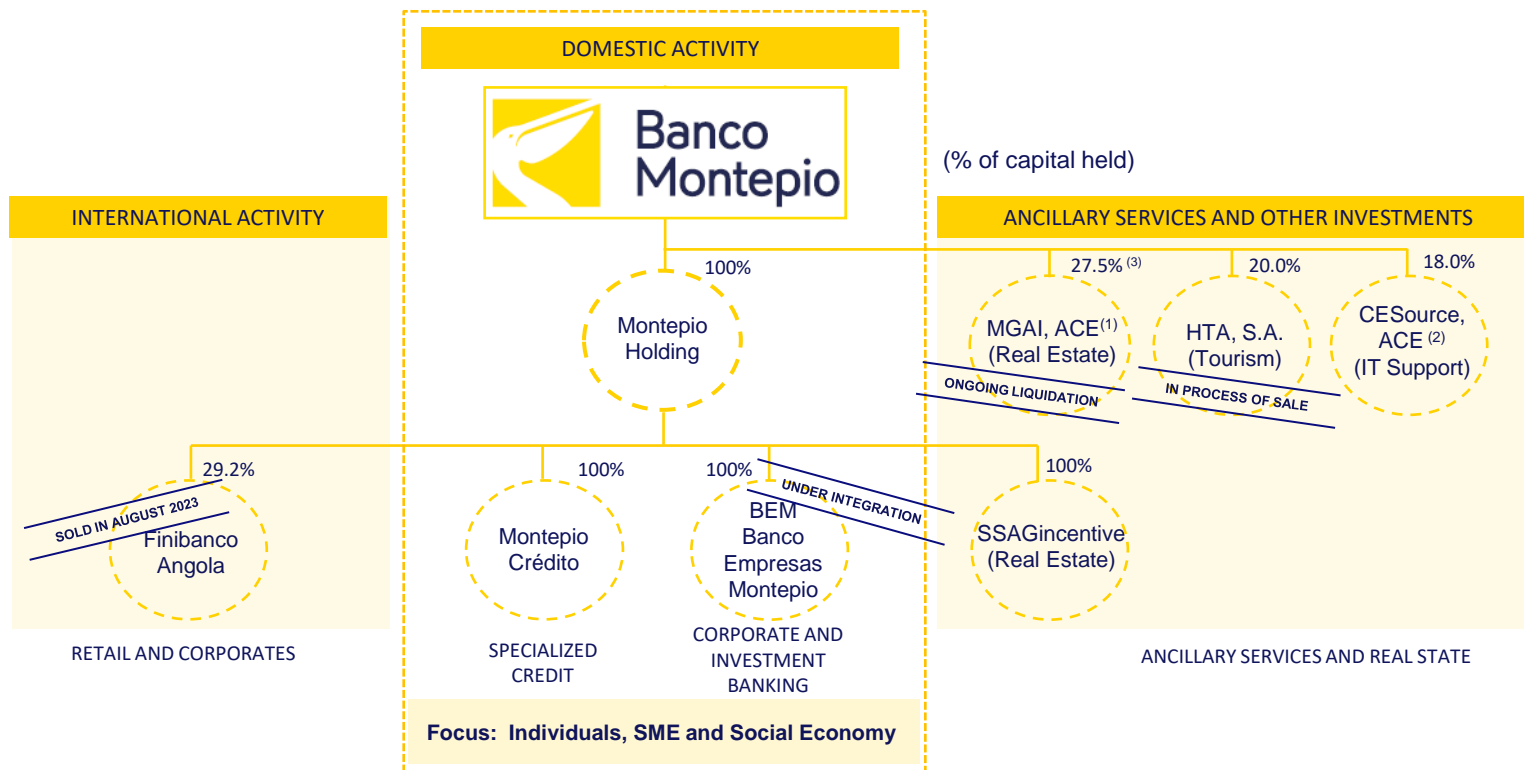 DOMESTIC ACTIVITY
Banco
Montepio
(% of capital held)
INTERNATIONAL ACTIVITY
ANCILLARY SERVICES AND OTHER INVESTMENTS
100%
27.5% (3)
20.0%
18.0%
Montepio
Holding
MGAI, ACE(1)
(Real Estate)
ONGOING LIQUIDATION
HTA, S.A.
(Tourism)
IN PROCESS OF SALE
CESource,
ACE (2)
(IT Support)
29.2%
100%
100%
100%
SOLD IN AUGUST 2023
Finibanco
Angola
Montepio
Crédito
UNDER INTEGRATION
BEM
Banco
Empresas
Montepio
SSAGincentive
(Real Estate)
RETAIL AND CORPORATES
SPECIALIZED
CREDIT
CORPORATE AND
INVESTMENT
BANKING
ANCILLARY SERVICES AND REAL STATE
Focus: Individuals, SME and Social Economy